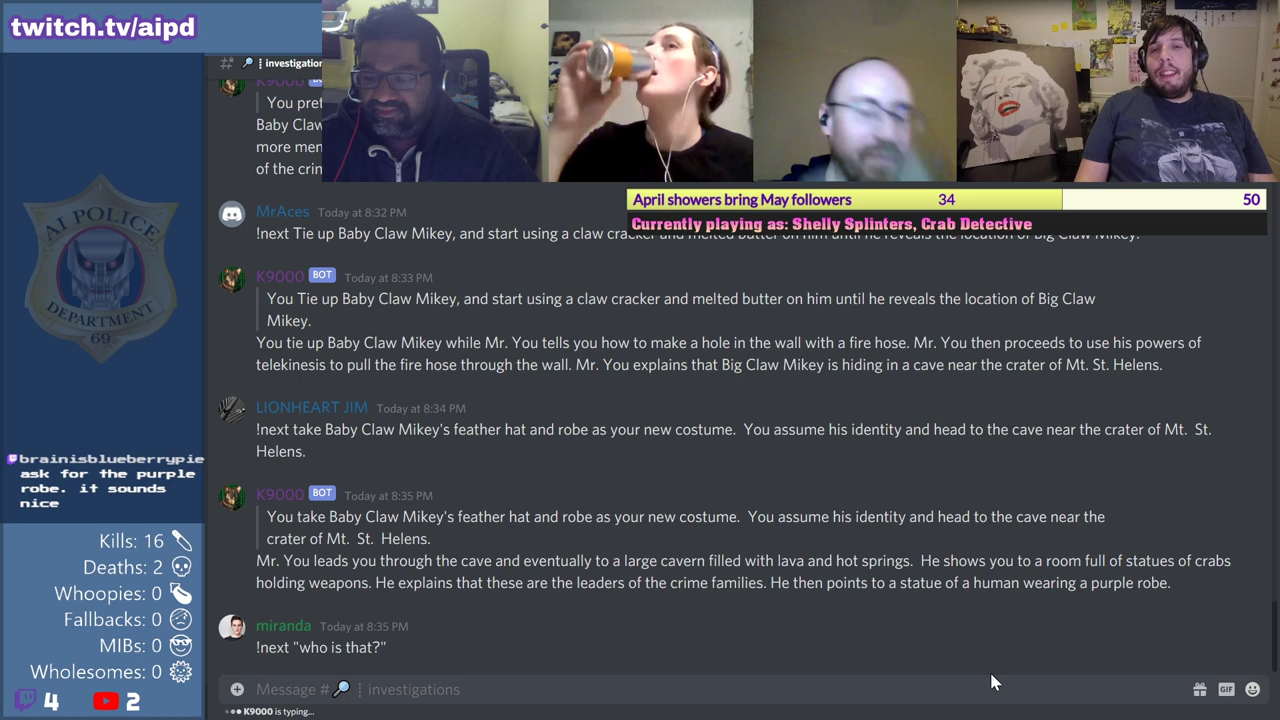 twitch.tv/aipd
# investigation
K9000
You pref
Baby Claw
more men
of the crin
MrAces Today at 8:32 PM
April showers bring May followers 34 50
Currently playing as: Shelly Splinters, Crab Detective
!next Tie up Baby Claw Mikey, and start using a claw cracker and melted butter on him until he reveals the location of Big Claw Mikey.
K9000 BOT Today at 8:33 PM
You Tie up Baby Claw Mikey, and start using a claw cracker and melted butter on him until he reveals the location of Big Claw
Mikey.
You tie up Baby Claw Mikey while Mr. You tells you how to make a hole in the wall with a fire hose. Mr. You then proceeds to use his powers of
telekinesis to pull the fire hose through the wall. Mr. You explains that Big Claw Mikey is hiding in a cave near the crater of Mt. St. Helens.
LIONHEART JIM Today at 8:34 PM
!next take Baby Claw Mikey's feather hat and robe as your new costume. You assume his identity and head to the cave near the crater of Mt. St.
Helens.
K9000 BOT Today at 8:35 PM
You take Baby Claw Mikey's feather hat and robe as your new costume. You assume his identity and head to the cave near the
crater of Mt. St. Helens.
Mr. You leads you through the cave and eventually to a large cavern filled with lava and hot springs. He shows you to a room full of statues of crabs
holding weapons. He explains that these are the leaders of the crime families. He then points to a statue of a human wearing a purple robe.
miranda Today at 8:35 PM
!next "who is that?"
Message # investigations
K9000 is typing...
AI POLICE
DEPARTMENT
69
brainisblueberrypie
ask for the purple
robe. it sounds
nice
Kills: 16
Deaths: 2
Whoopies: 0
Fallbacks: 0
MIBs: 0
Wholesomes: 0
4 2
GIF